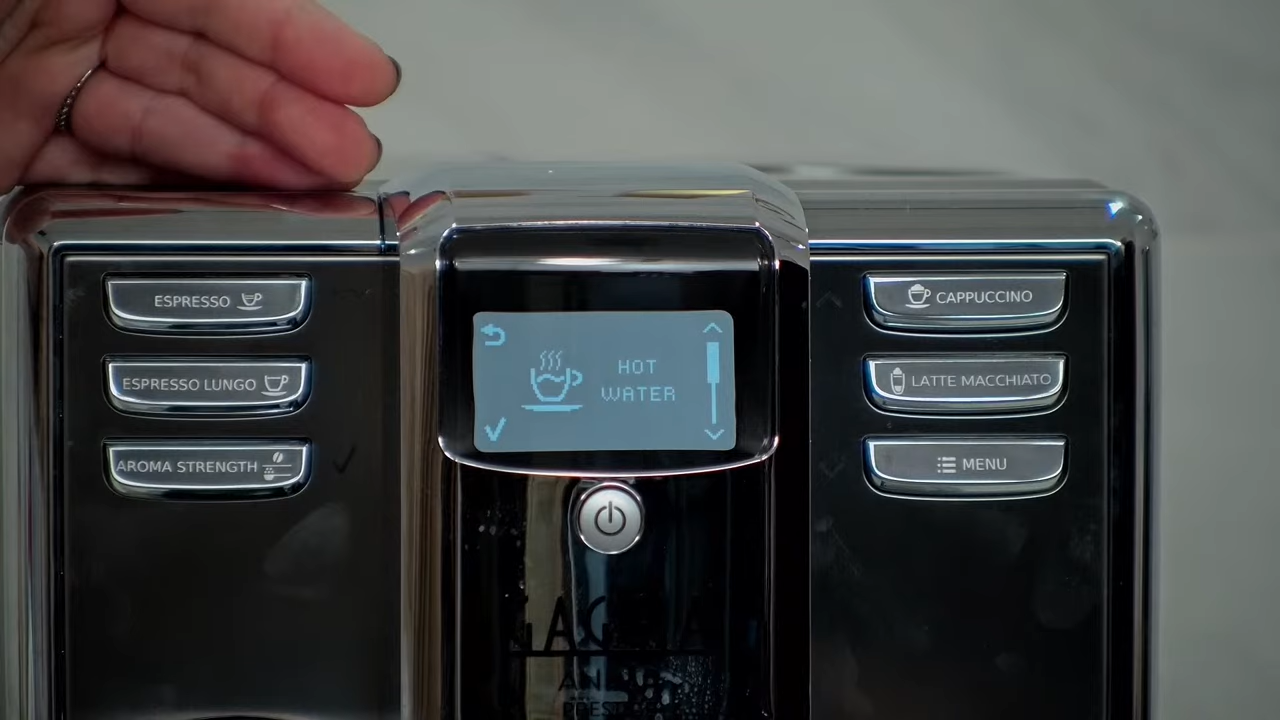 ESPRESSO
ESPRESSO LUNGO
AROMA STRENGTH
HOT
WATER
CAPPUCCINO
LATTE MACCHIATO
MENU